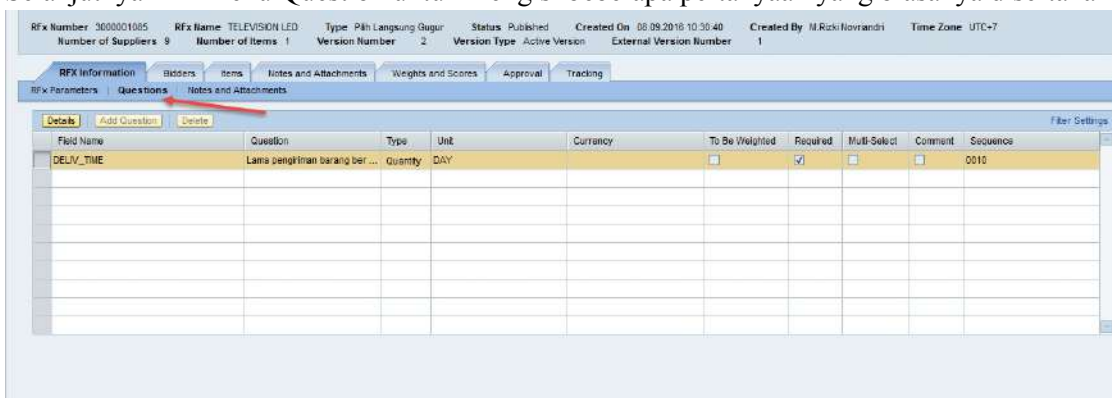 RFx Number 3000001085 RFx Name TELEVISION LED Type Pilih Langsung Gugur Status Published Created On 08.09.2016 10:30:40 Created By M.Rizki Novriandri Time Zone UTC+7
Number of Suppliers 9 Number of Items 1 Version Number 2 Version Type Active Version External Version Number 1
RFX Information Bidders Items Notes and Attachments Weights and Scores Approval Tracking
RFx Parameters Questions Notes and Attachments
Details Add Question Delete Filter Settings
Field Name Question Type Unit Currency To Be Weighted Required Multi-Select Comment Sequence
DELIV_TIME Lama pengiriman barang ber ... Quantity DAY 0010